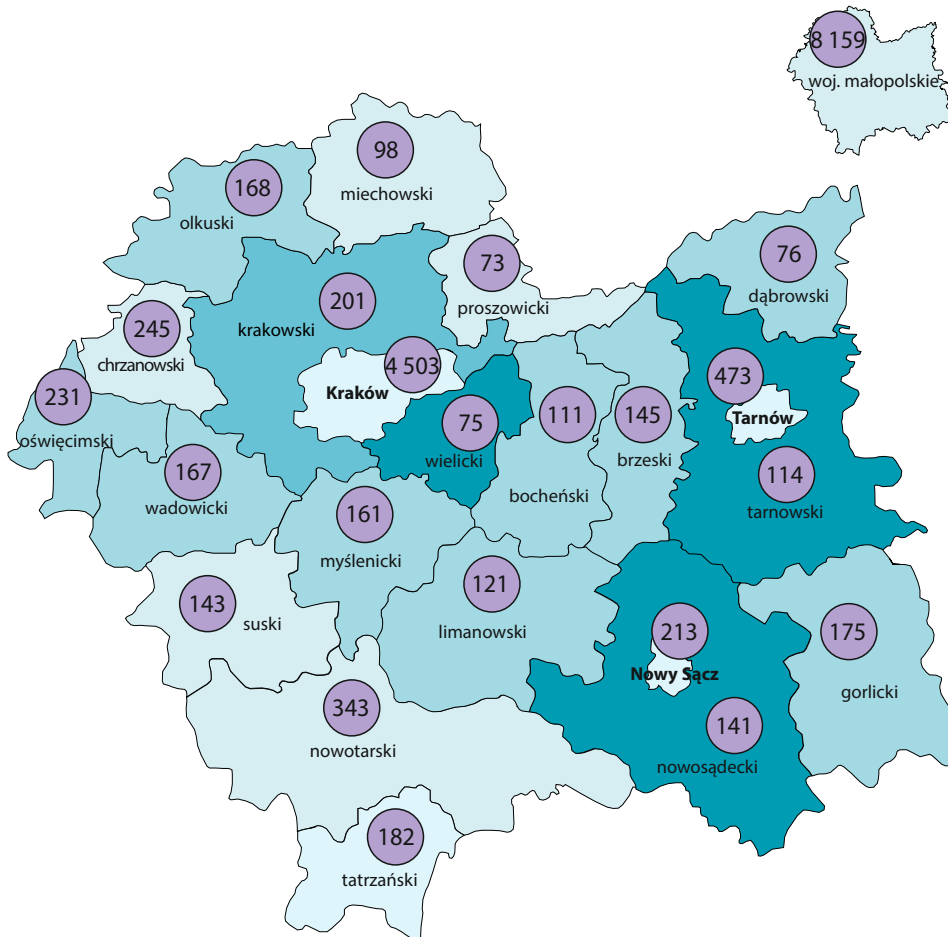 8 159
woj. małopolskie
98
miechowski
168
olkuski
73
proszowicki
76
dąbrowski
201
krakowski
245
chrzanowski
4 503
Kraków
473
Tarnów
231
oświęcimski
75
wielicki
111
bocheński
145
brzeski
167
wadowicki
114
tarnowski
161
myślenicki
121
limanowski
143
suski
213
Nowy Sącz
175
gorlicki
343
nowotarski
141
nowosądecki
182
tatrzański